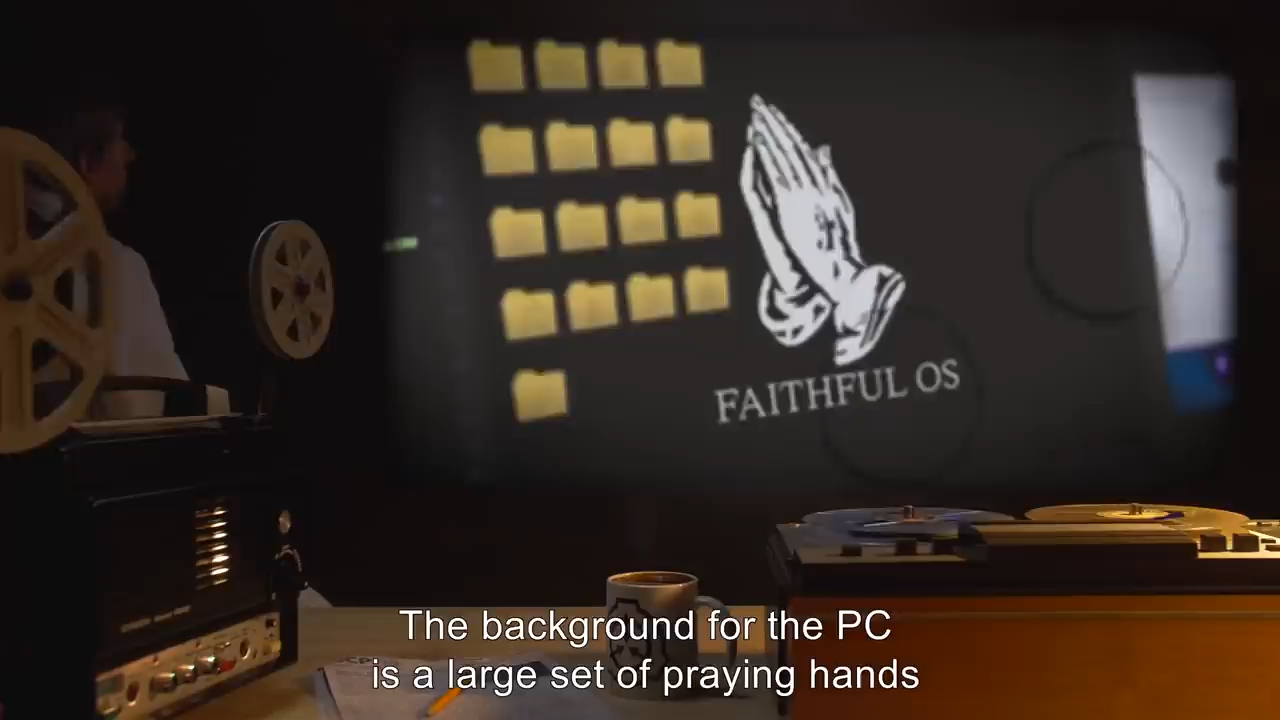 FAITHFUL OS
The background for the PC
is a large set of praying hands